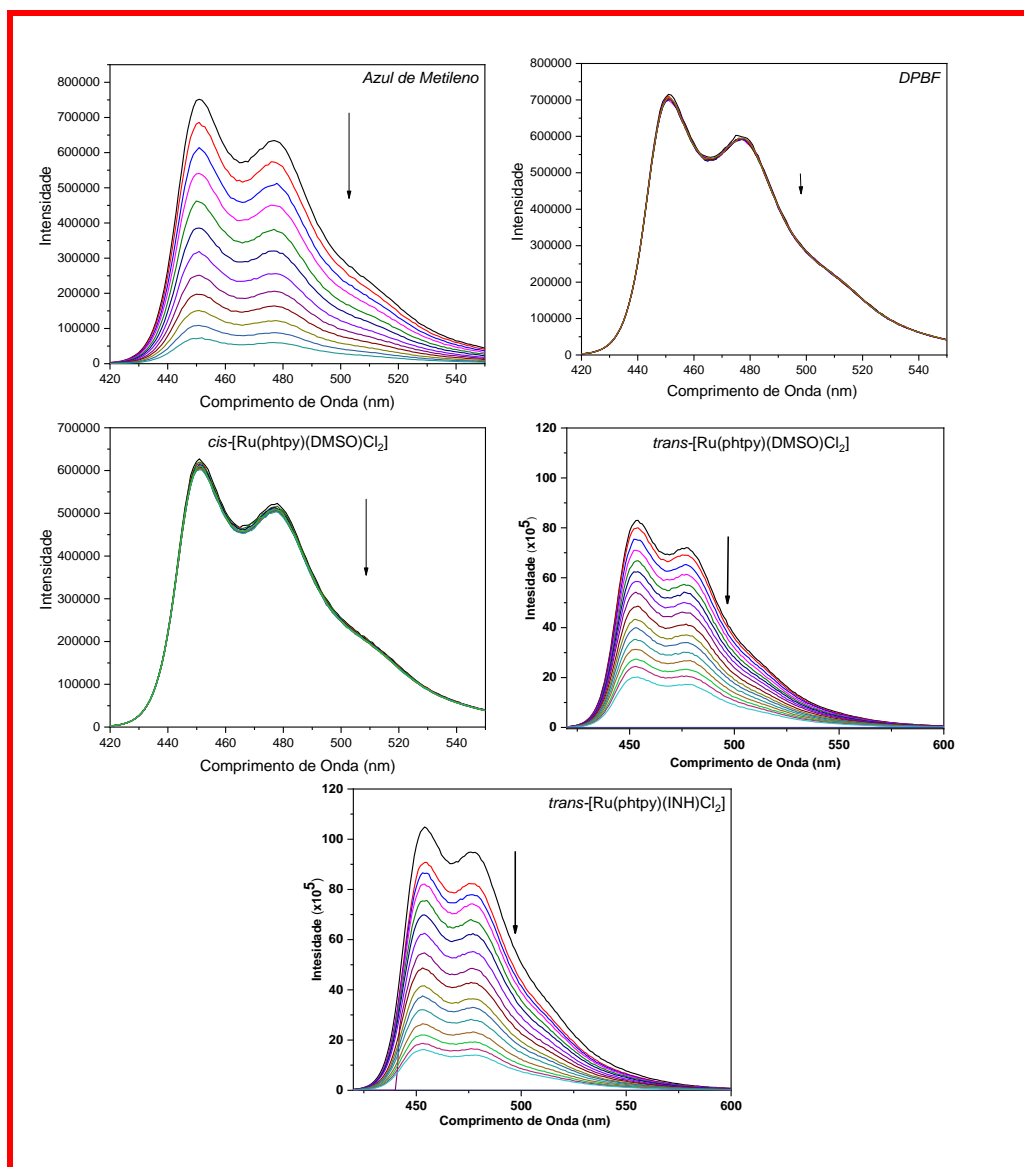 Azul de Metileno
800000
700000
600000
500000
400000
300000
200000
100000
0
Intensidade
420 440 460 480 500 520 540
Comprimento de Onda (nm)
DPBF
800000
700000
600000
500000
400000
300000
200000
100000
0
Intensidade
420 440 460 480 500 520 540
Comprimento de Onda (nm)
cis-[Ru(phtpy)(DMSO)Cl₂]
700000
600000
500000
400000
300000
200000
100000
0
Intensidade
420 440 460 480 500 520 540
Comprimento de Onda (nm)
trans-[Ru(phtpy)(DMSO)Cl₂]
120
100
80
60
40
20
0
Intesidade (x10⁵)
450 500 550 600
Comprimento de Onda (nm)
trans-[Ru(phtpy)(INH)Cl₂]
120
100
80
60
40
20
0
Intesidade (x10⁵)
450 500 550 600
Comprimento de Onda (nm)